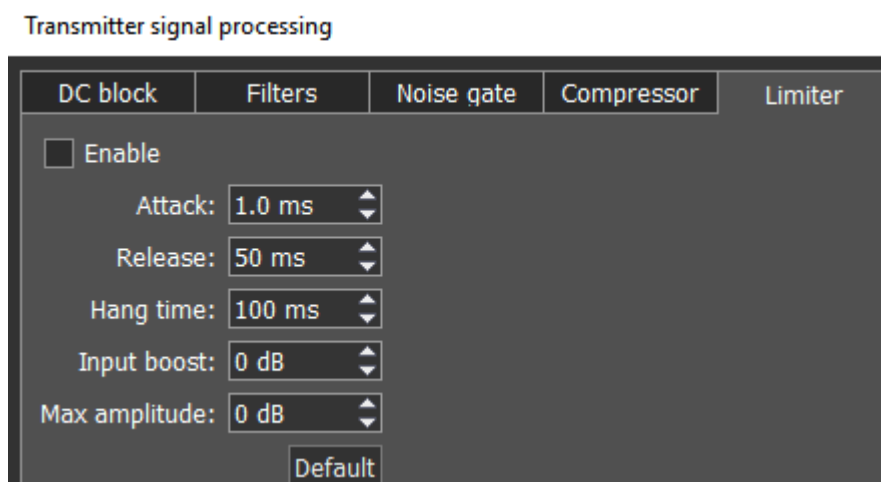 Transmitter signal processing
DC block Filters Noise gate Compressor Limiter
Enable
Attack: 1.0 ms
Release: 50 ms
Hang time: 100 ms
Input boost: 0 dB
Max amplitude: 0 dB
Default